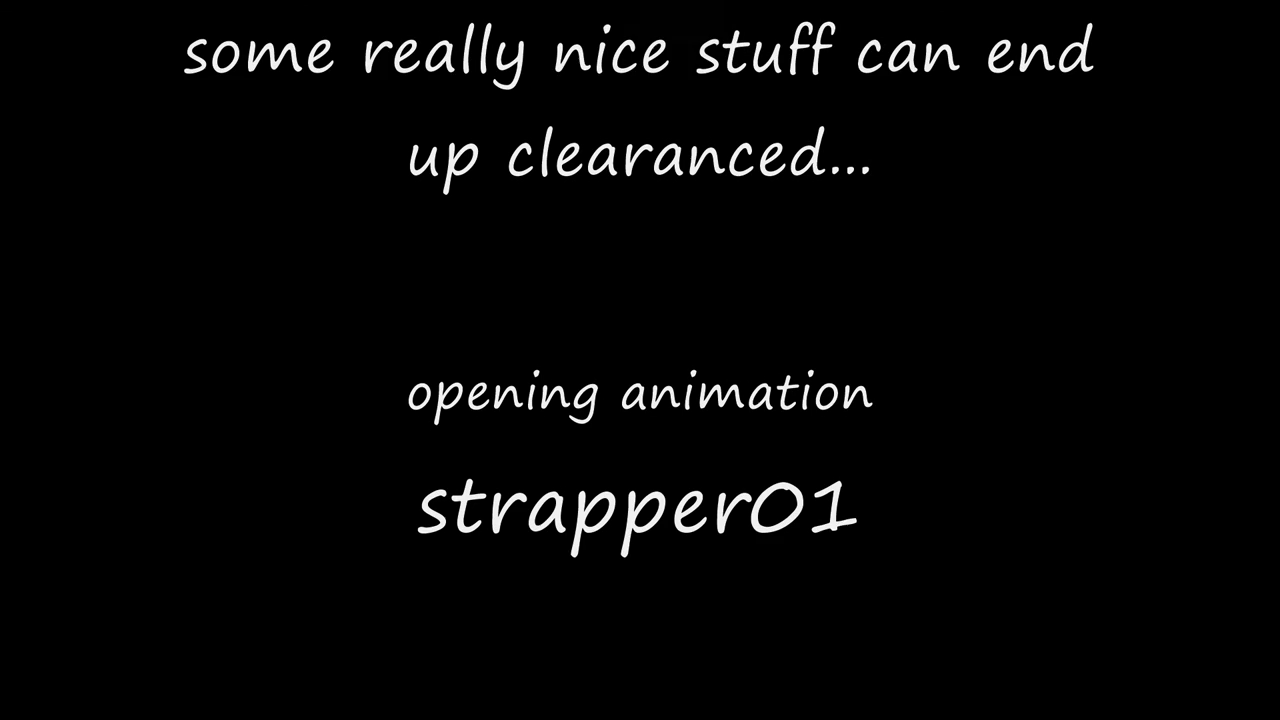 some really nice stuff can end
up clearanced...
opening animation
strapper01